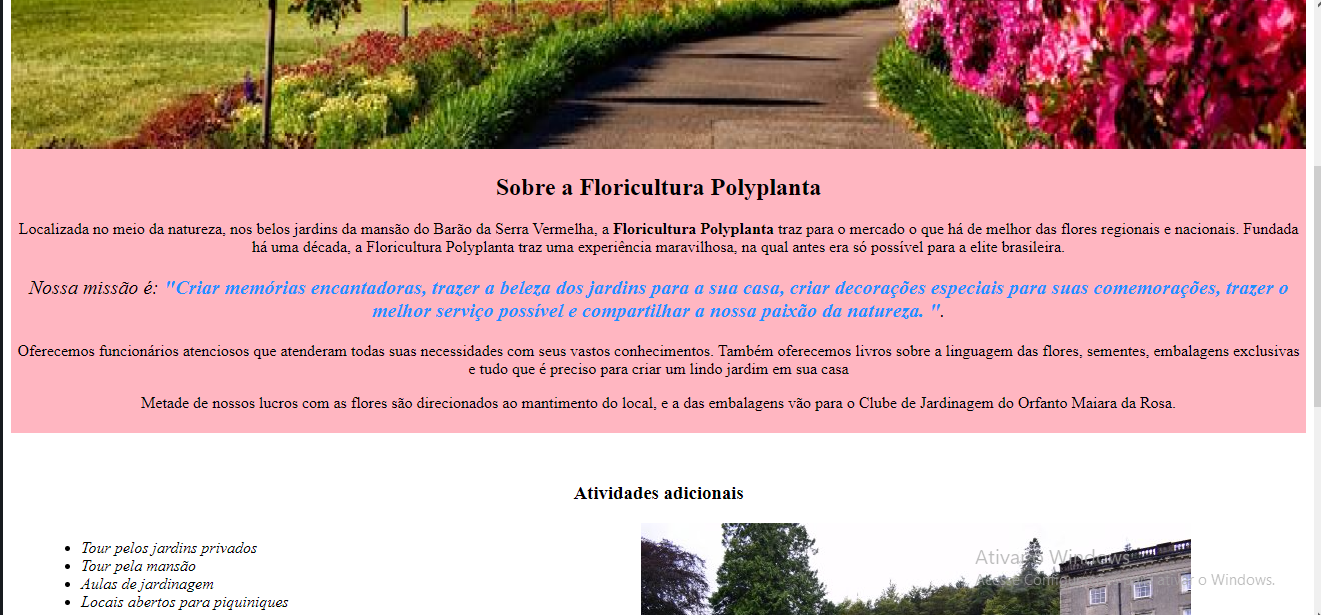 Sobre a Floricultura Polyplanta
Localizada no meio da natureza, nos belos jardins da mansão do Barão da Serra Vermelha, a Floricultura Polyplanta traz para o mercado o que há de melhor das flores regionais e nacionais. Fundada
há uma década, a Floricultura Polyplanta traz uma experiência maravilhosa, na qual antes era só possível para a elite brasileira.
Nossa missão é: "Criar memórias encantadoras, trazer a beleza dos jardins para a sua casa, criar decorações especiais para suas comemorações, trazer o
melhor serviço possível e compartilhar a nossa paixão da natureza. ".
Oferecemos funcionários atenciosos que atenderam todas suas necessidades com seus vastos conhecimentos. Também oferecemos livros sobre a linguagem das flores, sementes, embalagens exclusivas
e tudo que é preciso para criar um lindo jardim em sua casa
Metade de nossos lucros com as flores são direcionados ao mantimento do local, e a das embalagens vão para o Clube de Jardinagem do Orfanto Maiara da Rosa.
Atividades adicionais
Tour pelos jardins privados
Tour pela mansão
Aulas de jardinagem
Locais abertos para piquiniques
Ativar o Windows
o Windows.